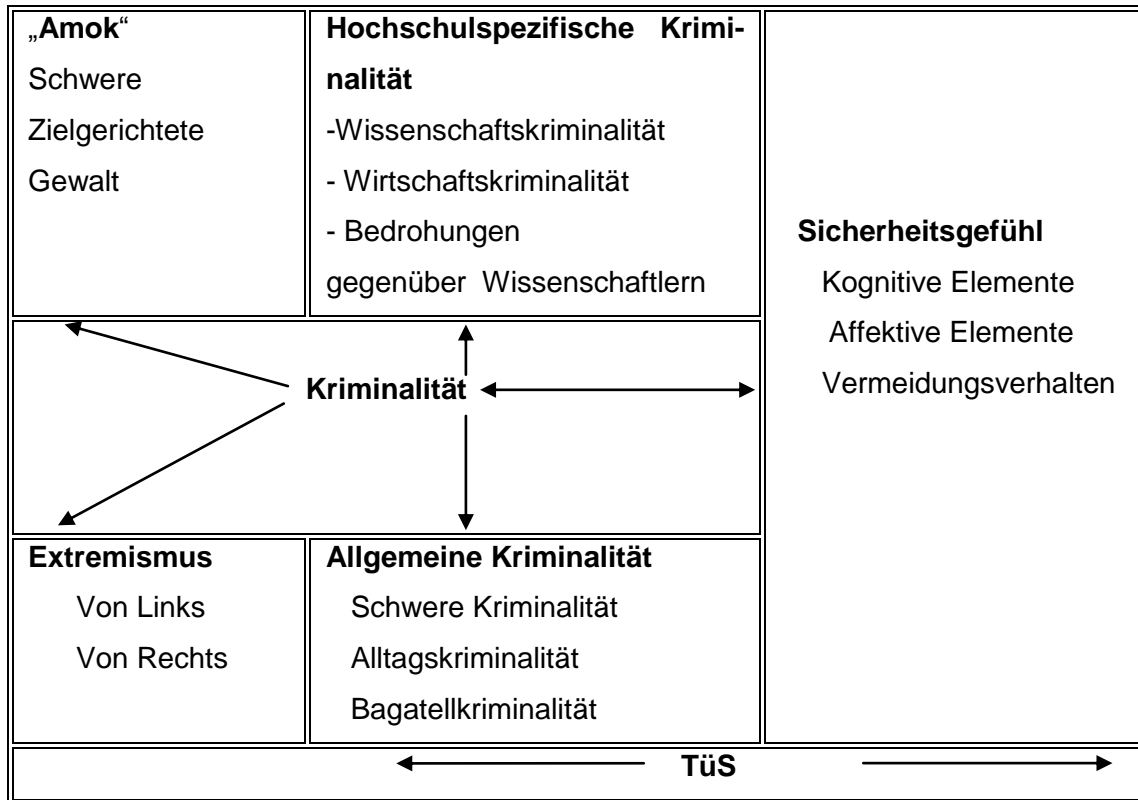 „Amok“
Schwere
Zielgerichtete
Gewalt
Hochschulspezifische Krimi-
nalität
-Wissenschaftskriminalität
- Wirtschaftskriminalität
- Bedrohungen
gegenüber Wissenschaftlern
Sicherheitsgefühl
Kognitive Elemente
Affektive Elemente
Vermeidungsverhalten
Kriminalität
Extremismus
Von Links
Von Rechts
Allgemeine Kriminalität
Schwere Kriminalität
Alltagskriminalität
Bagatellkriminalität
TüS